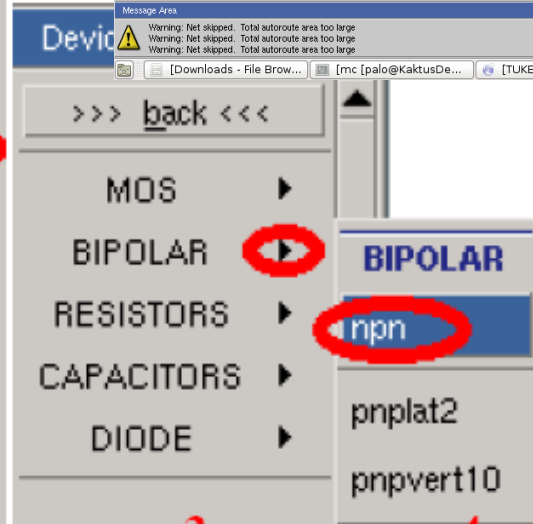 Message Area
Warning: Net skipped. Total autoroute area too large
Warning: Net skipped. Total autoroute area too large
Warning: Net skipped. Total autoroute area too large
[Downloads - File Brow...
[mc [palo@KaktusDe...
[TUKE
>>> back <<<
MOS
BIPOLAR
RESISTORS
CAPACITORS
DIODE
BIPOLAR
npn
pnplat2
pnpvert10